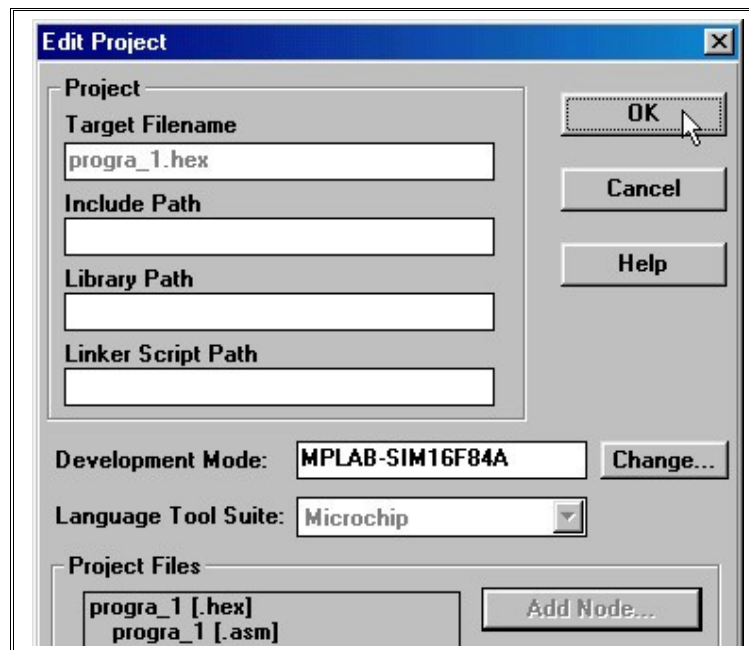 Edit Project
Project
Target Filename
progra_1.hex
Include Path
Library Path
Linker Script Path
OK
Cancel
Help
Development Mode: MPLAB-SIM16F84A Change...
Language Tool Suite: Microchip
Project Files
progra_1 [.hex]
progra_1 [.asm]
Add Node...